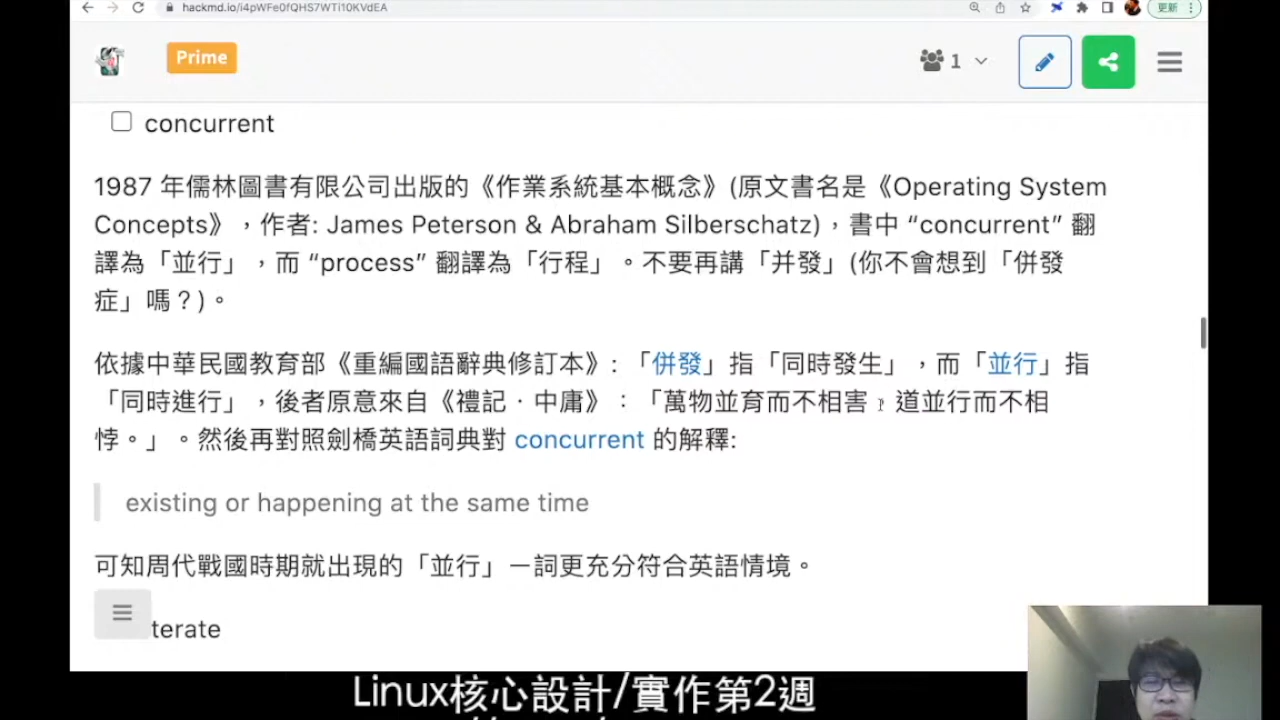 hackmd.io/i4pWFe0fQHS7WTi10KVdEA
更新
Prime
1
concurrent
1987 年儒林圖書有限公司出版的《作業系統基本概念》(原文書名是《Operating System
Concepts》，作者: James Peterson & Abraham Silberschatz)，書中 “concurrent” 翻
譯為「並行」，而 “process” 翻譯為「行程」。不要再講「并發」(你不會想到「併發
症」嗎？)。
依據中華民國教育部《重編國語辭典修訂本》: 「併發」指「同時發生」，而「並行」指
「同時進行」，後者原意來自《禮記．中庸》：「萬物並育而不相害，道並行而不相
悖。」。然後再對照劍橋英語詞典對 concurrent 的解釋:
existing or happening at the same time
可知周代戰國時期就出現的「並行」一詞更充分符合英語情境。
terate
Linux核心設計/實作第2週